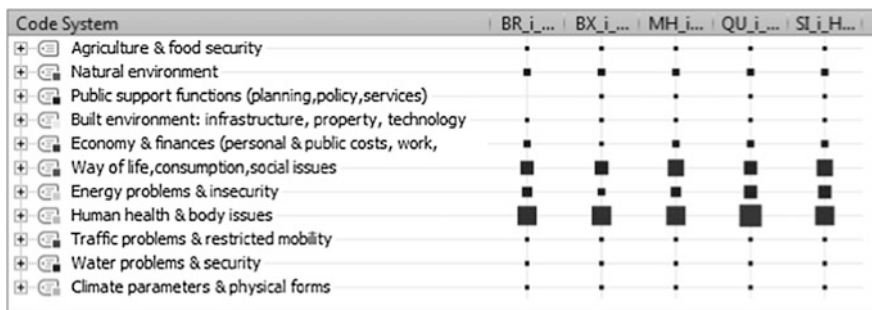 Code System BR_i_... BX_i_... MH_i... QU_i_... SI_i_H...
Agriculture & food security
Natural environment
Public support functions (planning,policy,services)
Built environment: infrastructure, property, technology
Economy & finances (personal & public costs, work,
Way of life,consumption,social issues
Energy problems & insecurity
Human health & body issues
Traffic problems & restricted mobility
Water problems & security
Climate parameters & physical forms